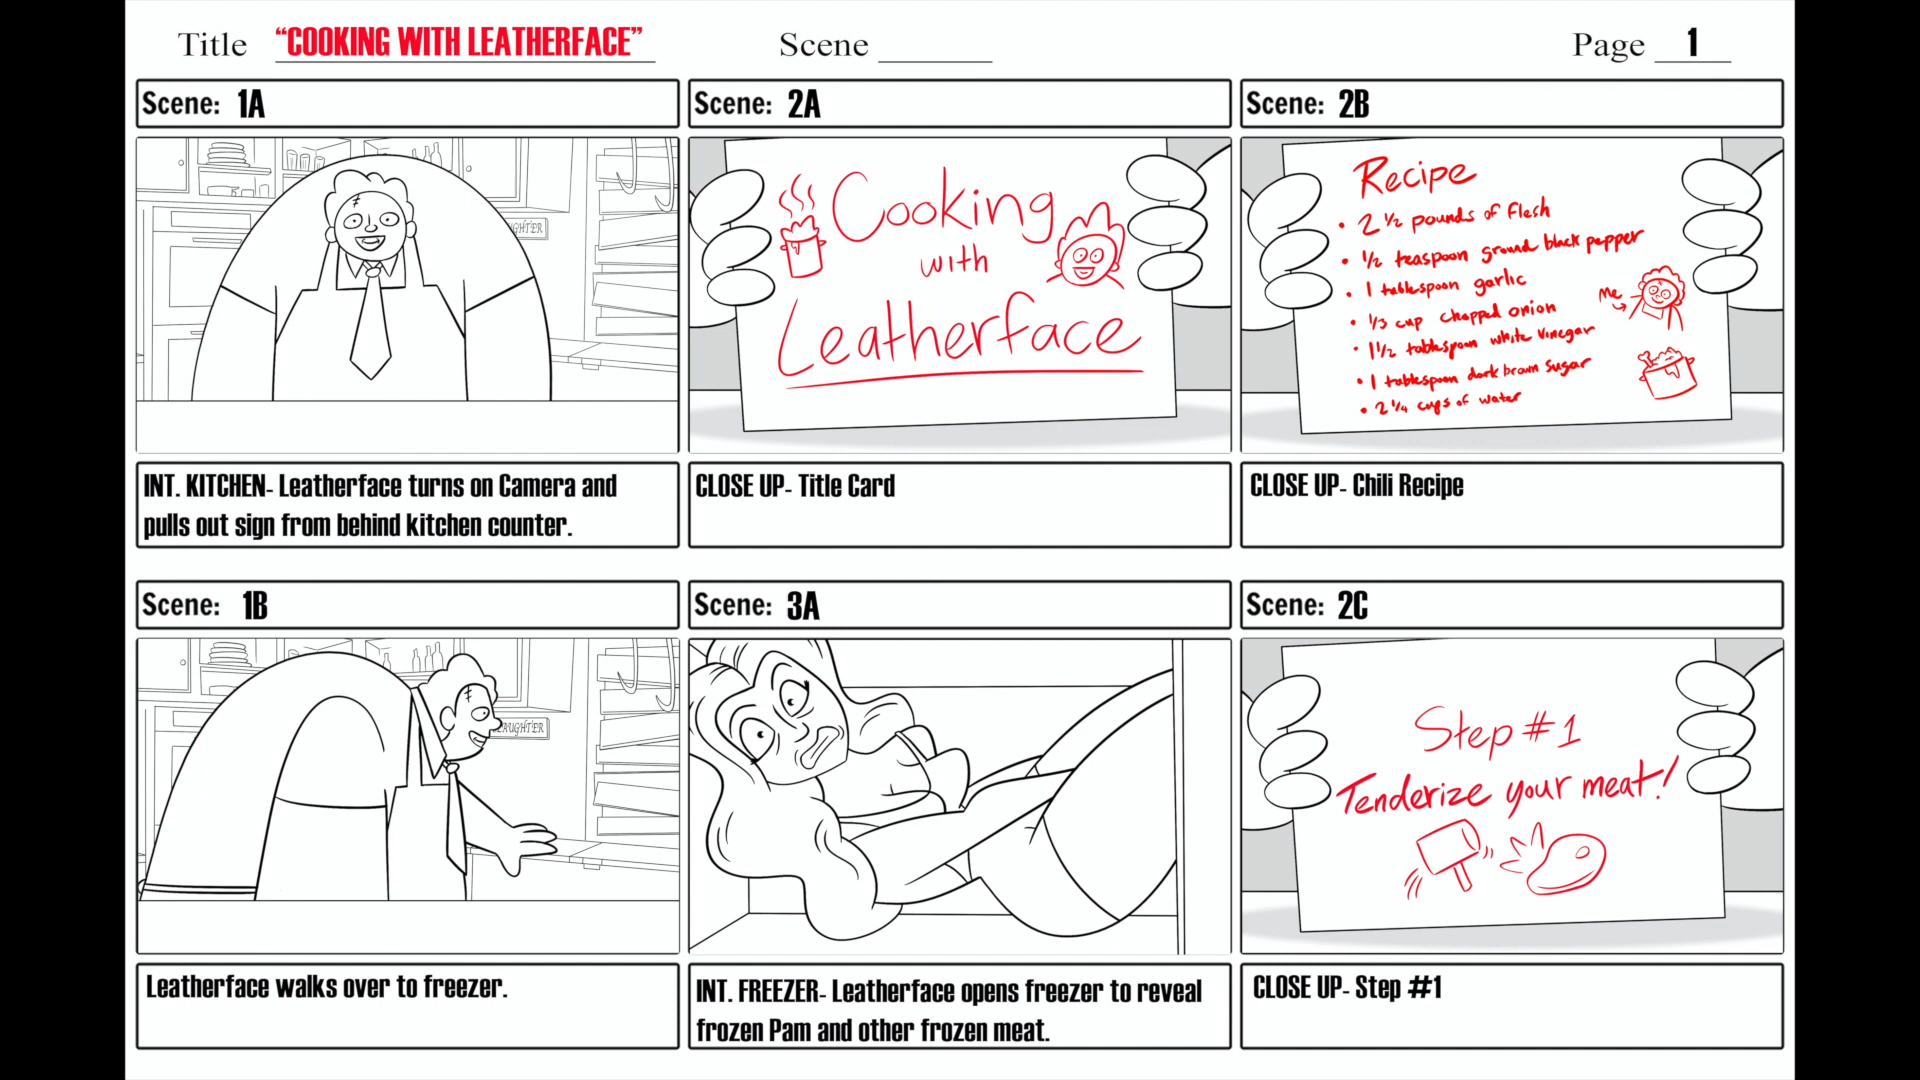 Title "COOKING WITH LEATHERFACE" Scene Page 1
Scene: 1A
Scene: 2A
Scene: 2B
GHTER
Cooking
with
Leatherface
Recipe
• 2 1/2 pounds of flesh
• 1/2 teaspoon ground black pepper
• 1 tablespoon garlic
• 1/3 cup chopped onion
• 1 1/2 tablespoon white vinegar
• 1 tablespoon dark brown sugar
• 2 1/4 cups of water
Me
INT. KITCHEN- Leatherface turns on Camera and
pulls out sign from behind kitchen counter.
CLOSE UP- Title Card
CLOSE UP- Chili Recipe
Scene: 1B
Scene: 3A
Scene: 2C
AUGHTER
Step #1
Tenderize your meat!
Leatherface walks over to freezer.
INT. FREEZER- Leatherface opens freezer to reveal
frozen Pam and other frozen meat.
CLOSE UP- Step #1